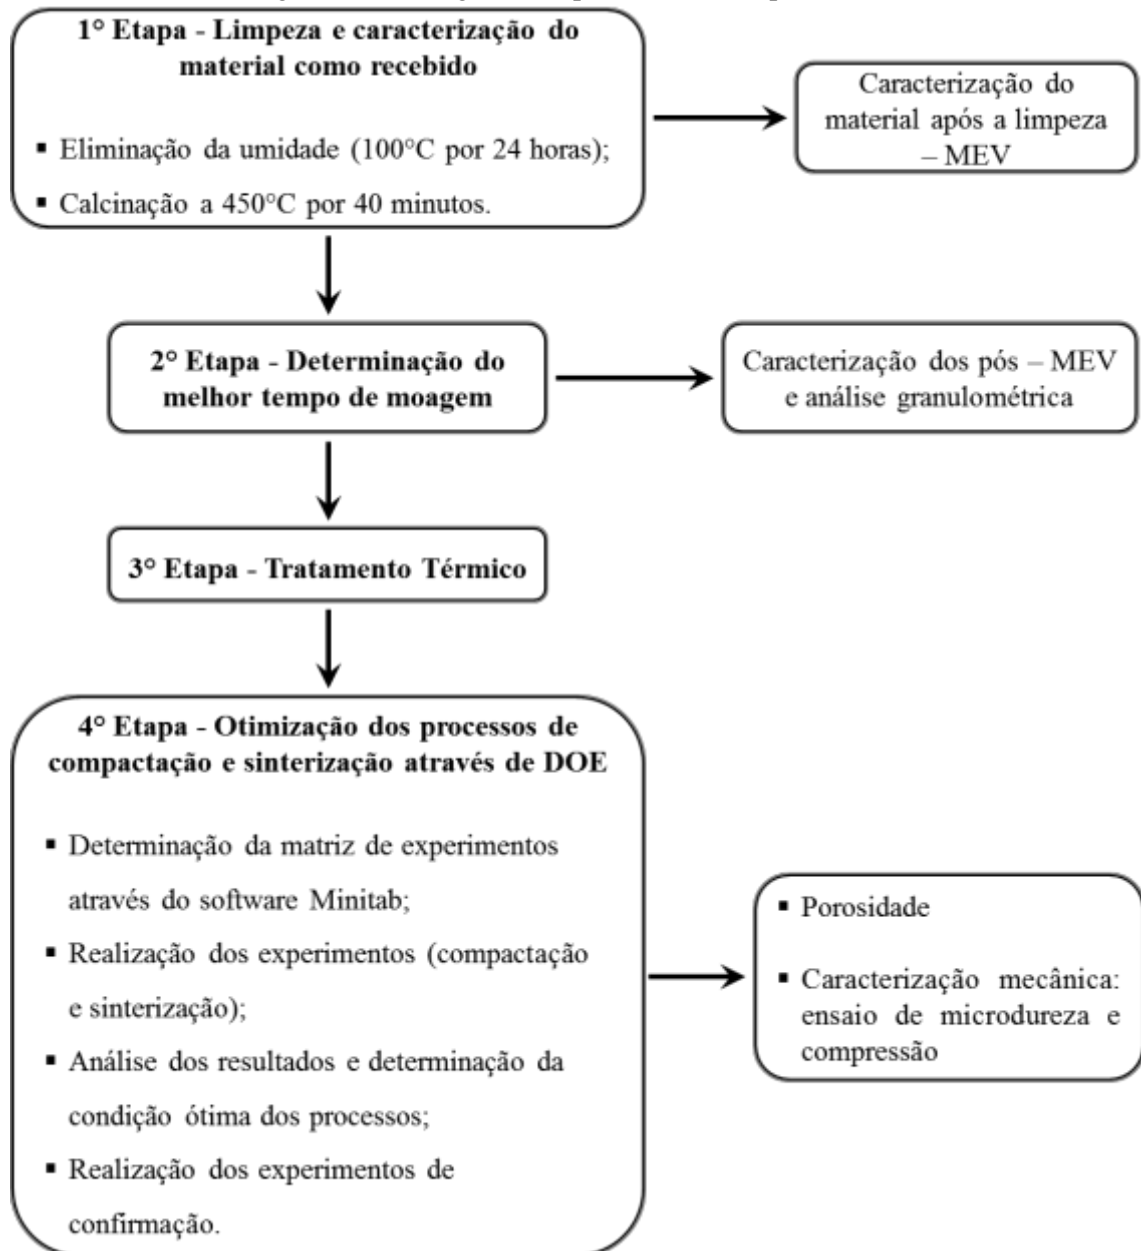 1° Etapa - Limpeza e caracterização do
material como recebido
▪ Eliminação da umidade (100°C por 24 horas);
▪ Calcinação a 450°C por 40 minutos.
Caracterização do
material após a limpeza
– MEV
2° Etapa - Determinação do
melhor tempo de moagem
Caracterização dos pós – MEV
e análise granulométrica
3° Etapa - Tratamento Térmico
4° Etapa - Otimização dos processos de
compactação e sinterização através de DOE
▪ Determinação da matriz de experimentos
através do software Minitab;
▪ Realização dos experimentos (compactação
e sinterização);
▪ Análise dos resultados e determinação da
condição ótima dos processos;
▪ Realização dos experimentos de
confirmação.
▪ Porosidade
▪ Caracterização mecânica:
ensaio de microdureza e
compressão